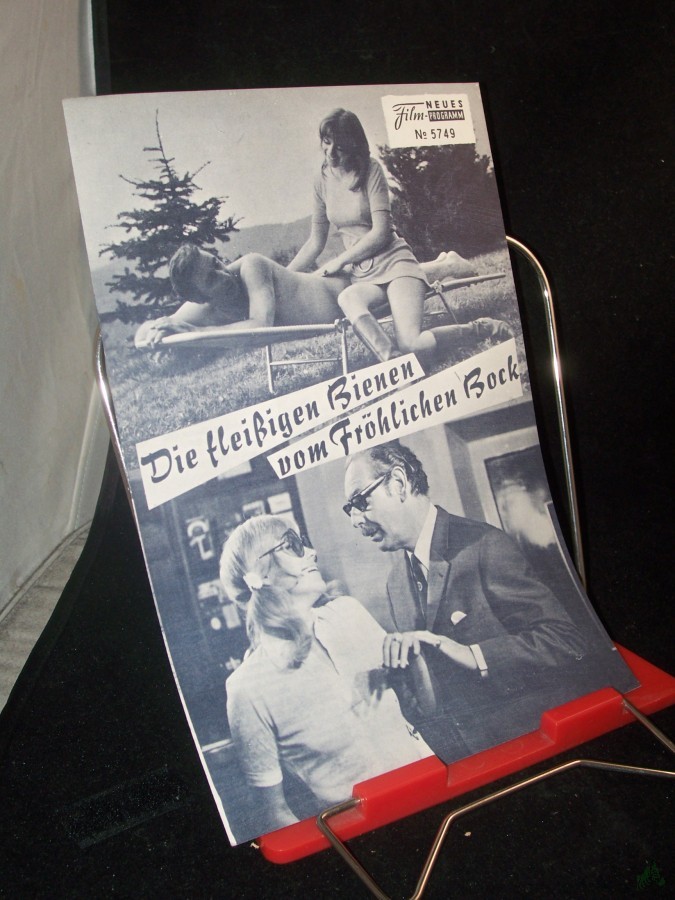 NEUES
Film-PROGRAMM
No 5749
Die fleißigen Bienen
vom Fröhlichen Bock